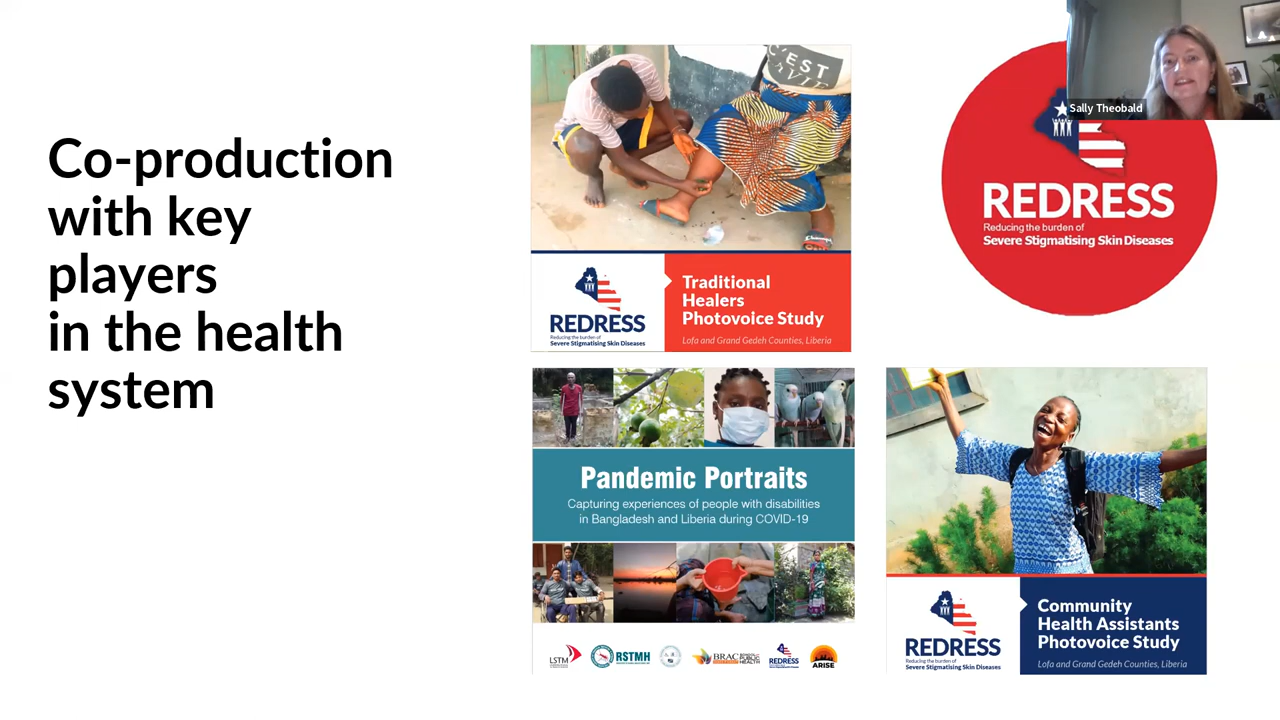 Co-production
with key
players
in the health
system
C'EST
REDRESS
Reducing the burden of
Severe Stigmatising Skin Diseases
Traditional
Healers
Photovoice Study
Lofa and Grand Gedeh Counties, Liberia
Sally Theobald
REDRESS
Reducing the burden of
Severe Stigmatising Skin Diseases
Pandemic Portraits
Capturing experiences of people with disabilities
in Bangladesh and Liberia during COVID-19
LSTM
RSTMH
BRAC
PUBLIC
HEALTH
REDRESS
ARISE
REDRESS
Reducing the burden of
Severe Stigmatising Skin Diseases
Community
Health Assistants
Photovoice Study
Lofa and Grand Gedeh Counties, Liberia